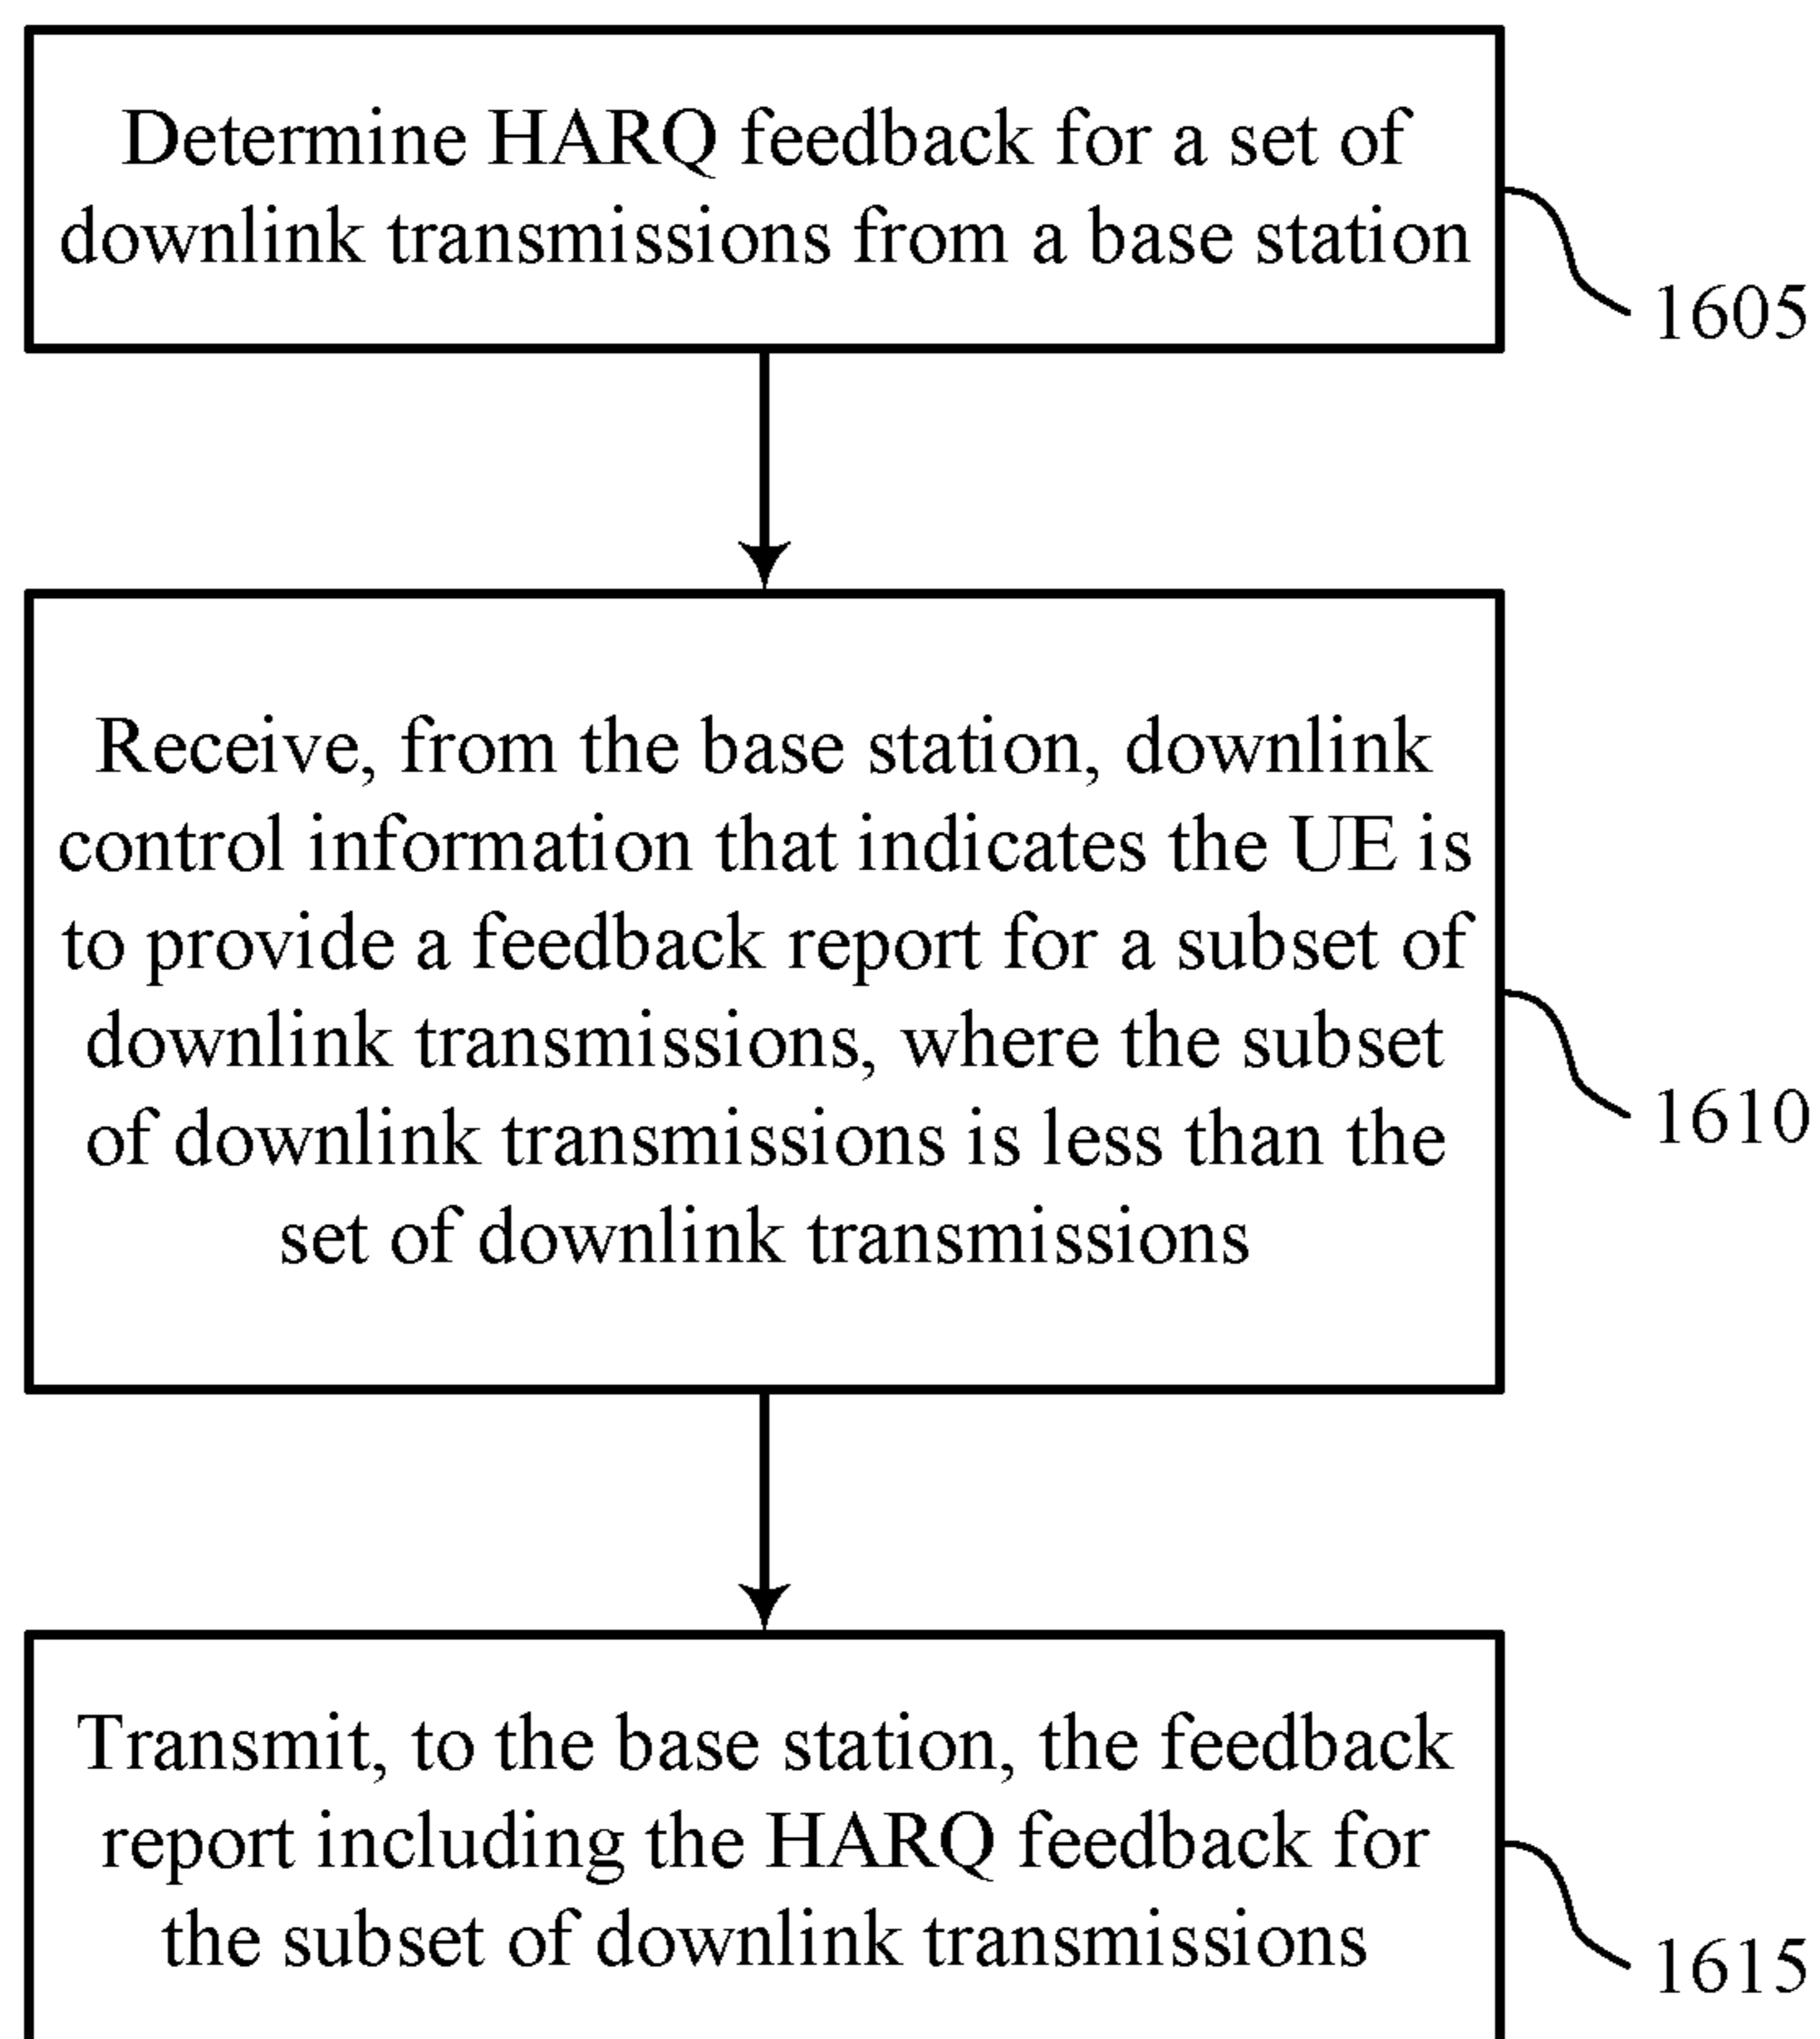 Determine HARQ feedback for a set of
downlink transmissions from a base station
1605
Receive, from the base station, downlink
control information that indicates the UE is
to provide a feedback report for a subset of
downlink transmissions, where the subset
of downlink transmissions is less than the
set of downlink transmissions
1610
Transmit, to the base station, the feedback
report including the HARQ feedback for
the subset of downlink transmissions
1615